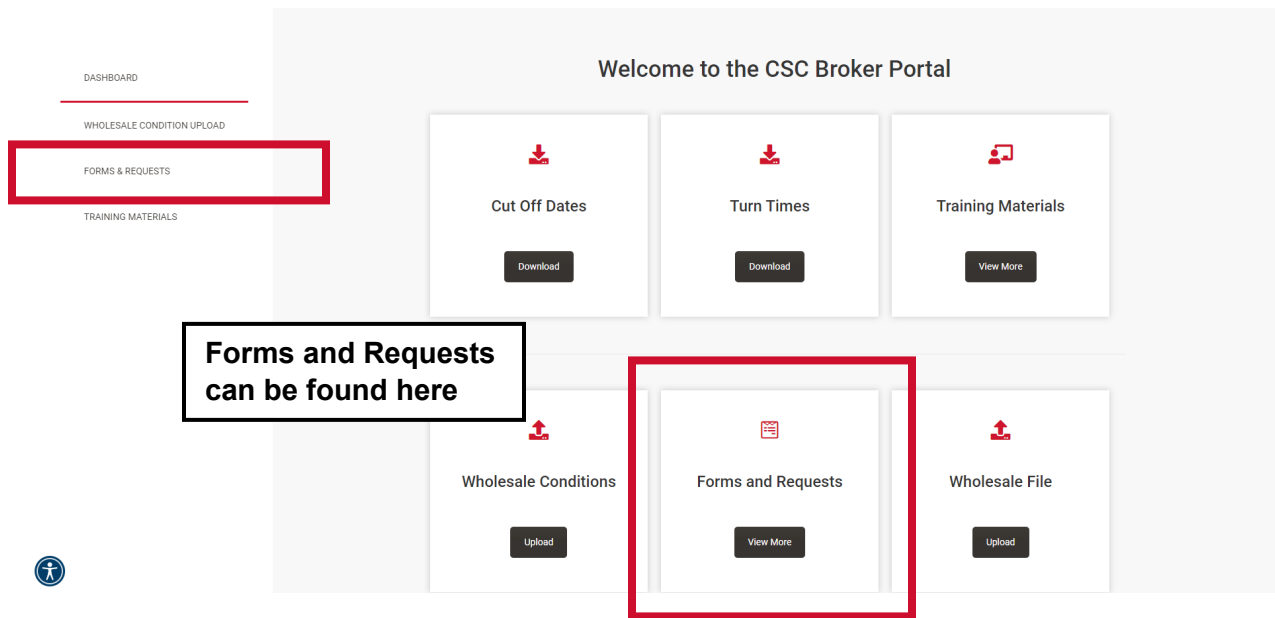 DASHBOARD
WHOLESALE CONDITION UPLOAD
FORMS & REQUESTS
TRAINING MATERIALS
Welcome to the CSC Broker Portal
Cut Off Dates
Download
Turn Times
Download
Training Materials
View More
Forms and Requests
can be found here
Wholesale Conditions
Upload
Forms and Requests
View More
Wholesale File
Upload